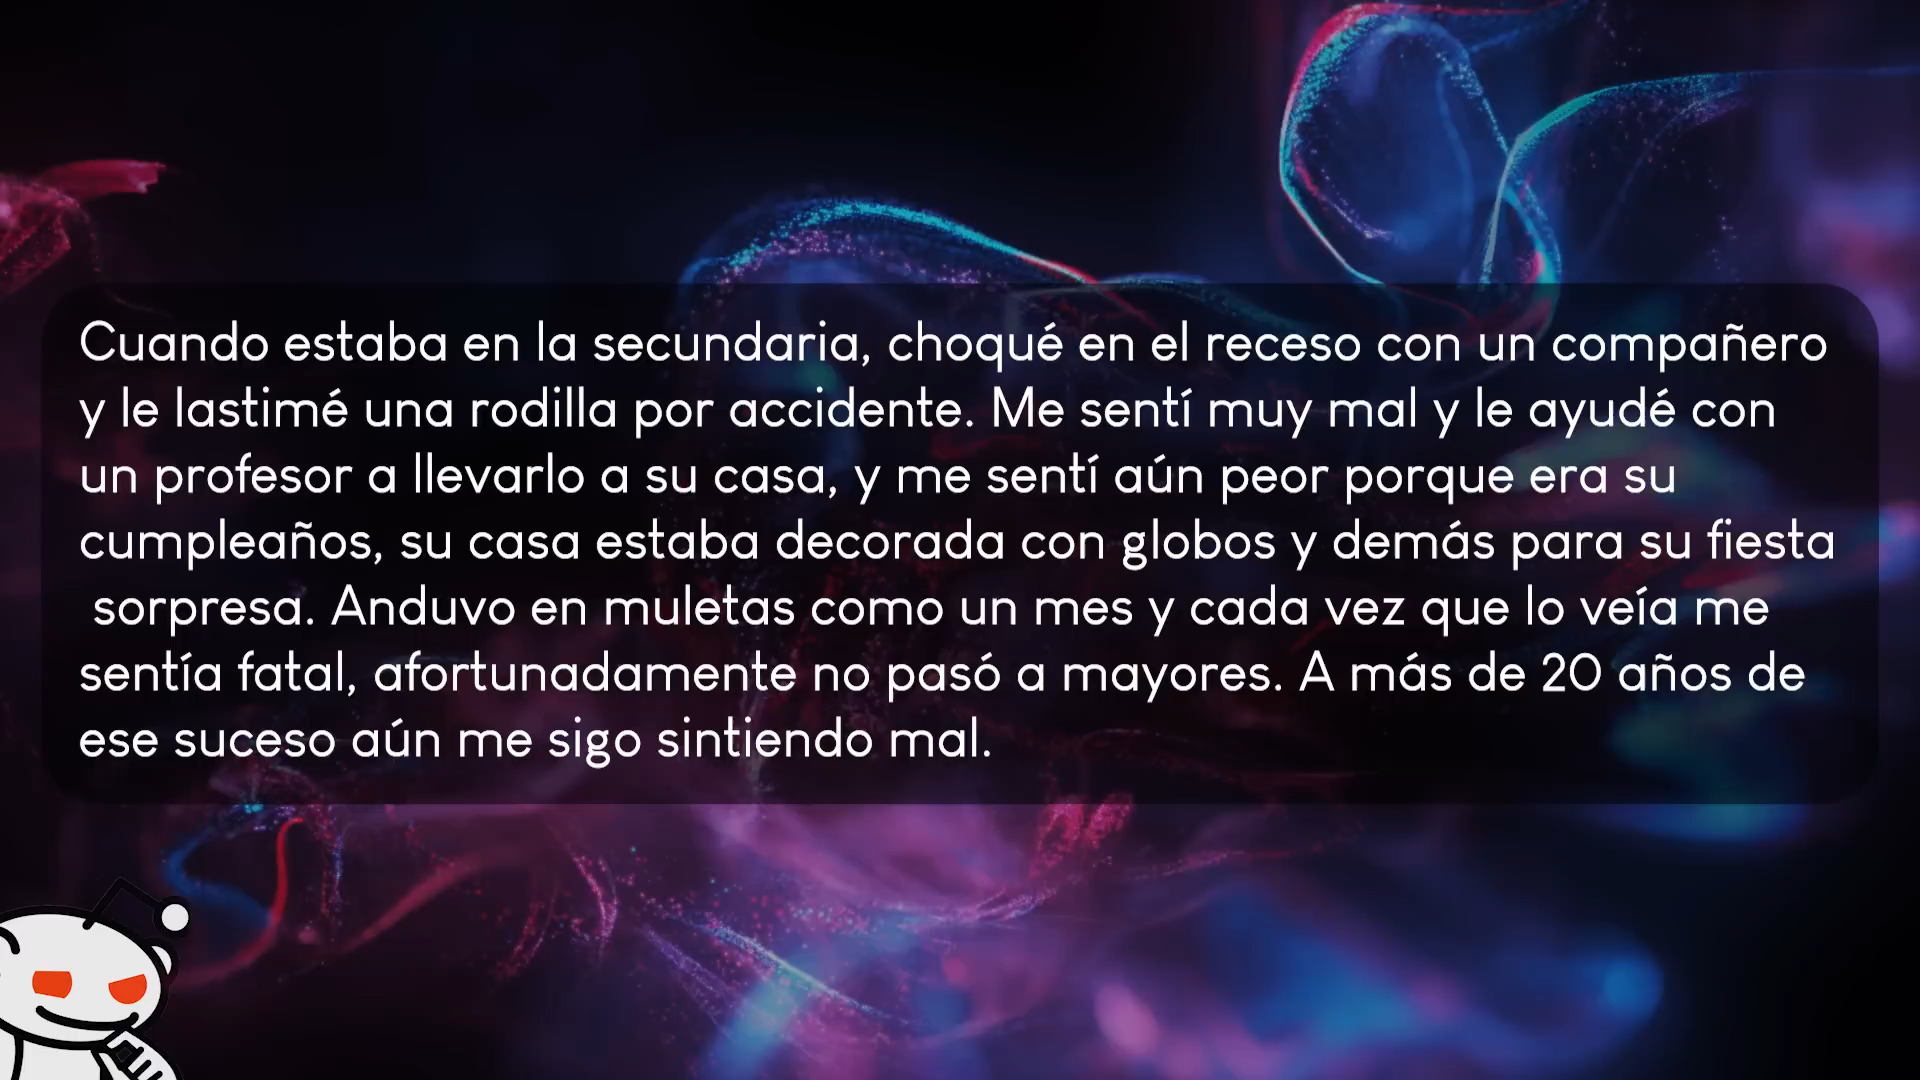 Cuando estaba en la secundaria, choqué en el receso con un compañero
y le lastimé una rodilla por accidente. Me sentí muy mal y le ayudé con
un profesor a llevarlo a su casa, y me sentí aún peor porque era su
cumpleaños, su casa estaba decorada con globos y demás para su fiesta
sorpresa. Anduvo en muletas como un mes y cada vez que lo veía me
sentía fatal, afortunadamente no pasó a mayores. A más de 20 años de
ese suceso aún me sigo sintiendo mal.